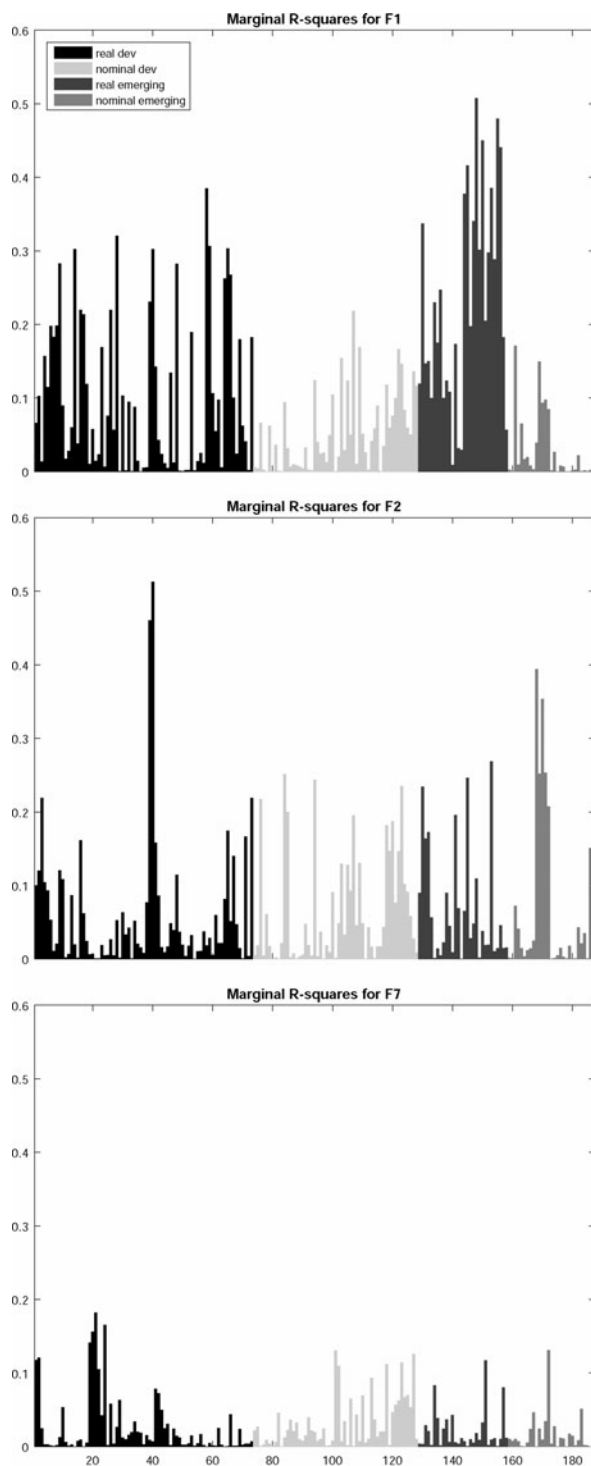 Marginal R-squares for F1
0.6
real dev
nominal dev
real emerging
nominal emerging
0.5
0.4
0.3
0.2
0.1
0
Marginal R-squares for F2
0.6
0.5
0.4
0.3
0.2
0.1
0
Marginal R-squares for F7
0.6
0.5
0.4
0.3
0.2
0.1
0
20 40 60 80 100 120 140 160 180